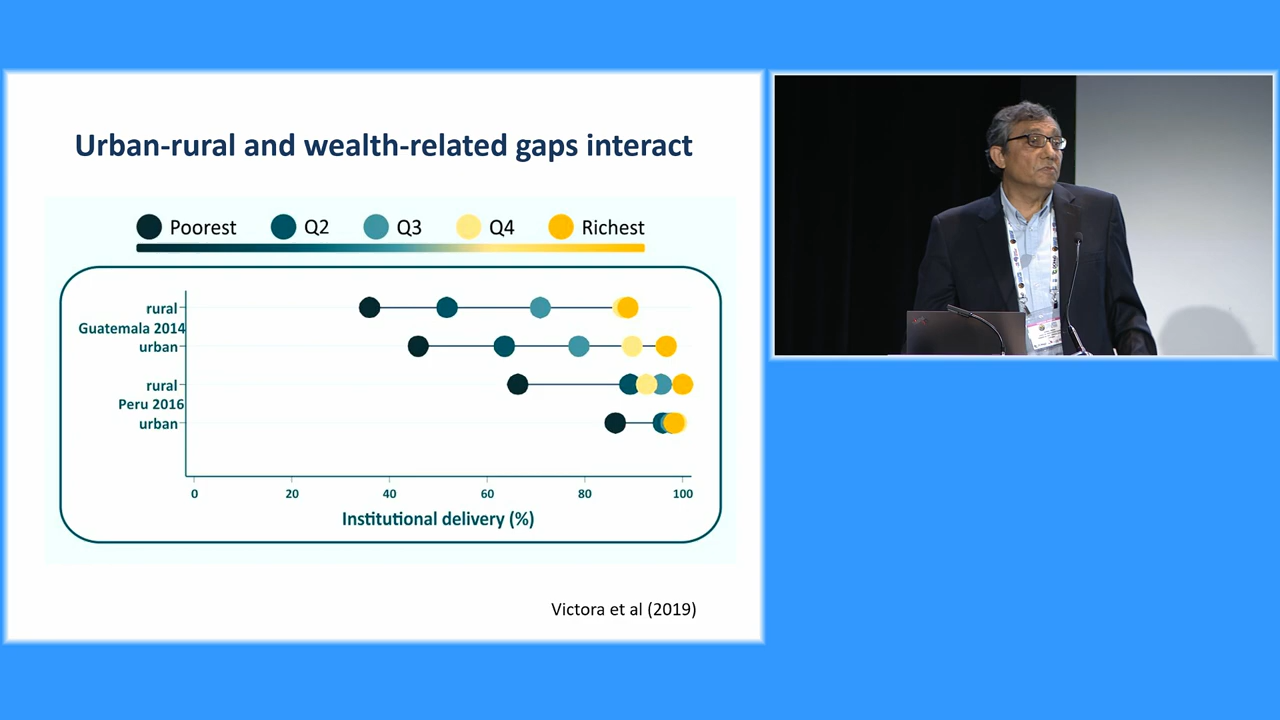 Urban-rural and wealth-related gaps interact
Poorest Q2 Q3 Q4 Richest
rural
Guatemala 2014
urban
rural
Peru 2016
urban
0 20 40 60 80 100
Institutional delivery (%)
Victora et al (2019)